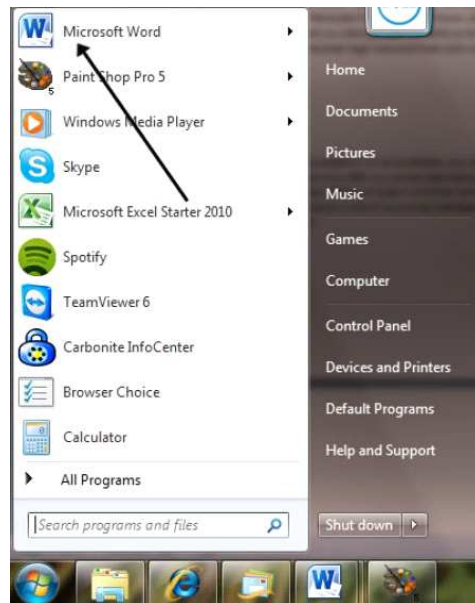 Microsoft Word
Paint Shop Pro 5
Windows Media Player
Skype
Microsoft Excel Starter 2010
Spotify
TeamViewer 6
Carbonite InfoCenter
Browser Choice
Calculator
All Programs
Search programs and files
Home
Documents
Pictures
Music
Games
Computer
Control Panel
Devices and Printers
Default Programs
Help and Support
Shut down